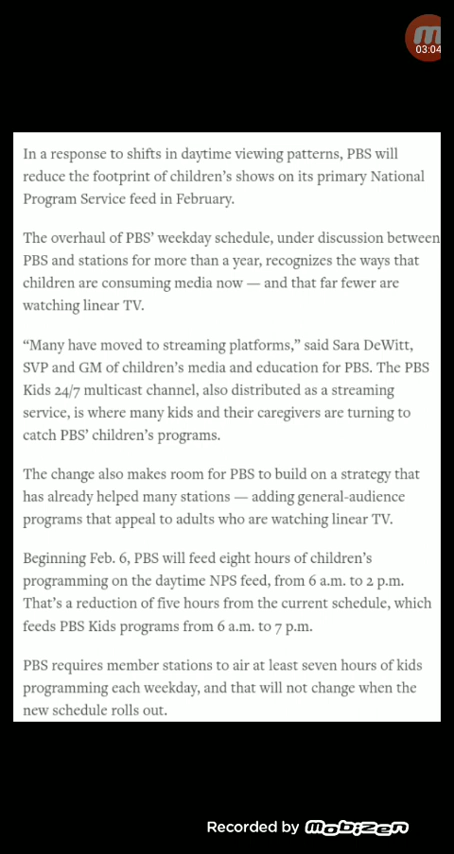 03:04
In a response to shifts in daytime viewing patterns, PBS will
reduce the footprint of children's shows on its primary National
Program Service feed in February.
The overhaul of PBS' weekday schedule, under discussion between
PBS and stations for more than a year, recognizes the ways that
children are consuming media now — and that far fewer are
watching linear TV.
“Many have moved to streaming platforms,” said Sara DeWitt,
SVP and GM of children's media and education for PBS. The PBS
Kids 24/7 multicast channel, also distributed as a streaming
service, is where many kids and their caregivers are turning to
catch PBS' children's programs.
The change also makes room for PBS to build on a strategy that
has already helped many stations — adding general-audience
programs that appeal to adults who are watching linear TV.
Beginning Feb. 6, PBS will feed eight hours of children's
programming on the daytime NPS feed, from 6 a.m. to 2 p.m.
That's a reduction of five hours from the current schedule, which
feeds PBS Kids programs from 6 a.m. to 7 p.m.
PBS requires member stations to air at least seven hours of kids
programming each weekday, and that will not change when the
new schedule rolls out.
Recorded by mobizen